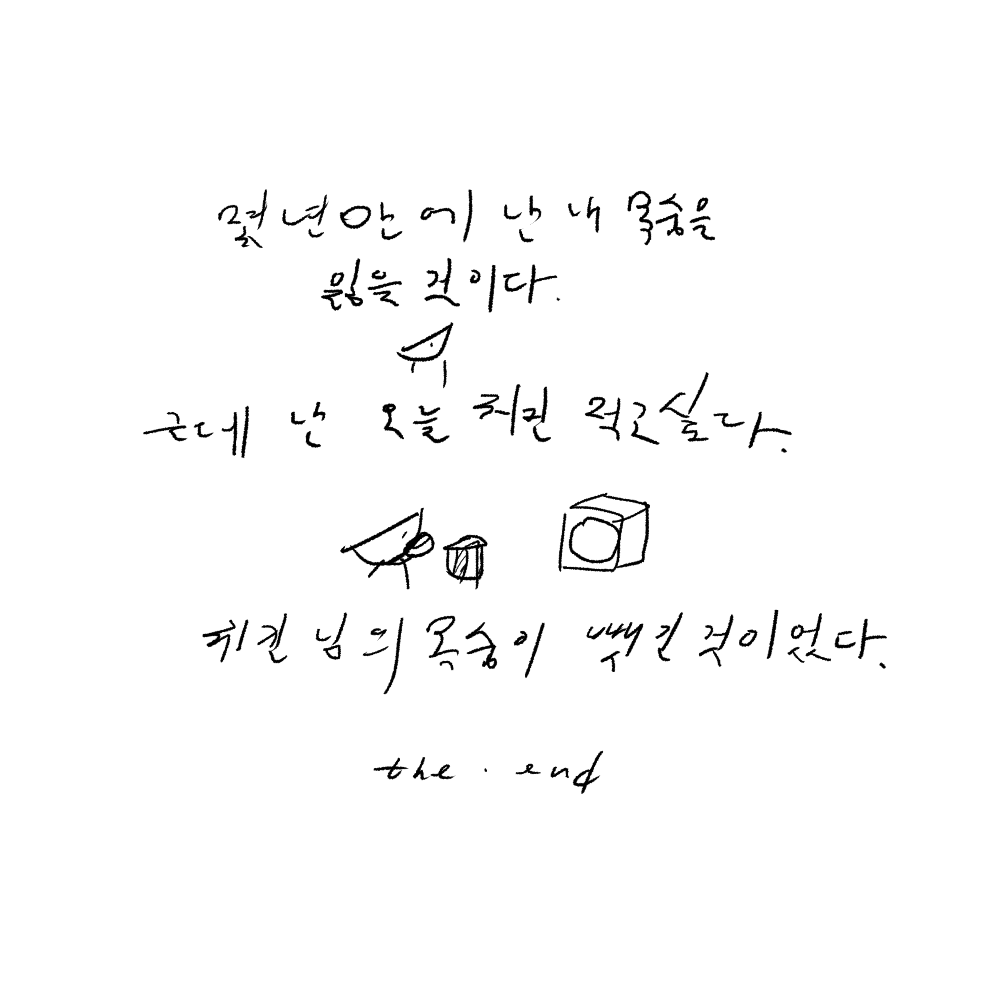 몇 년 안에 난 내 목숨을
잃을 것이다.
근데 난 오늘 치킨 먹고싶다.
치킨 님의 목숨이 뺏긴 것이었다.
the . end